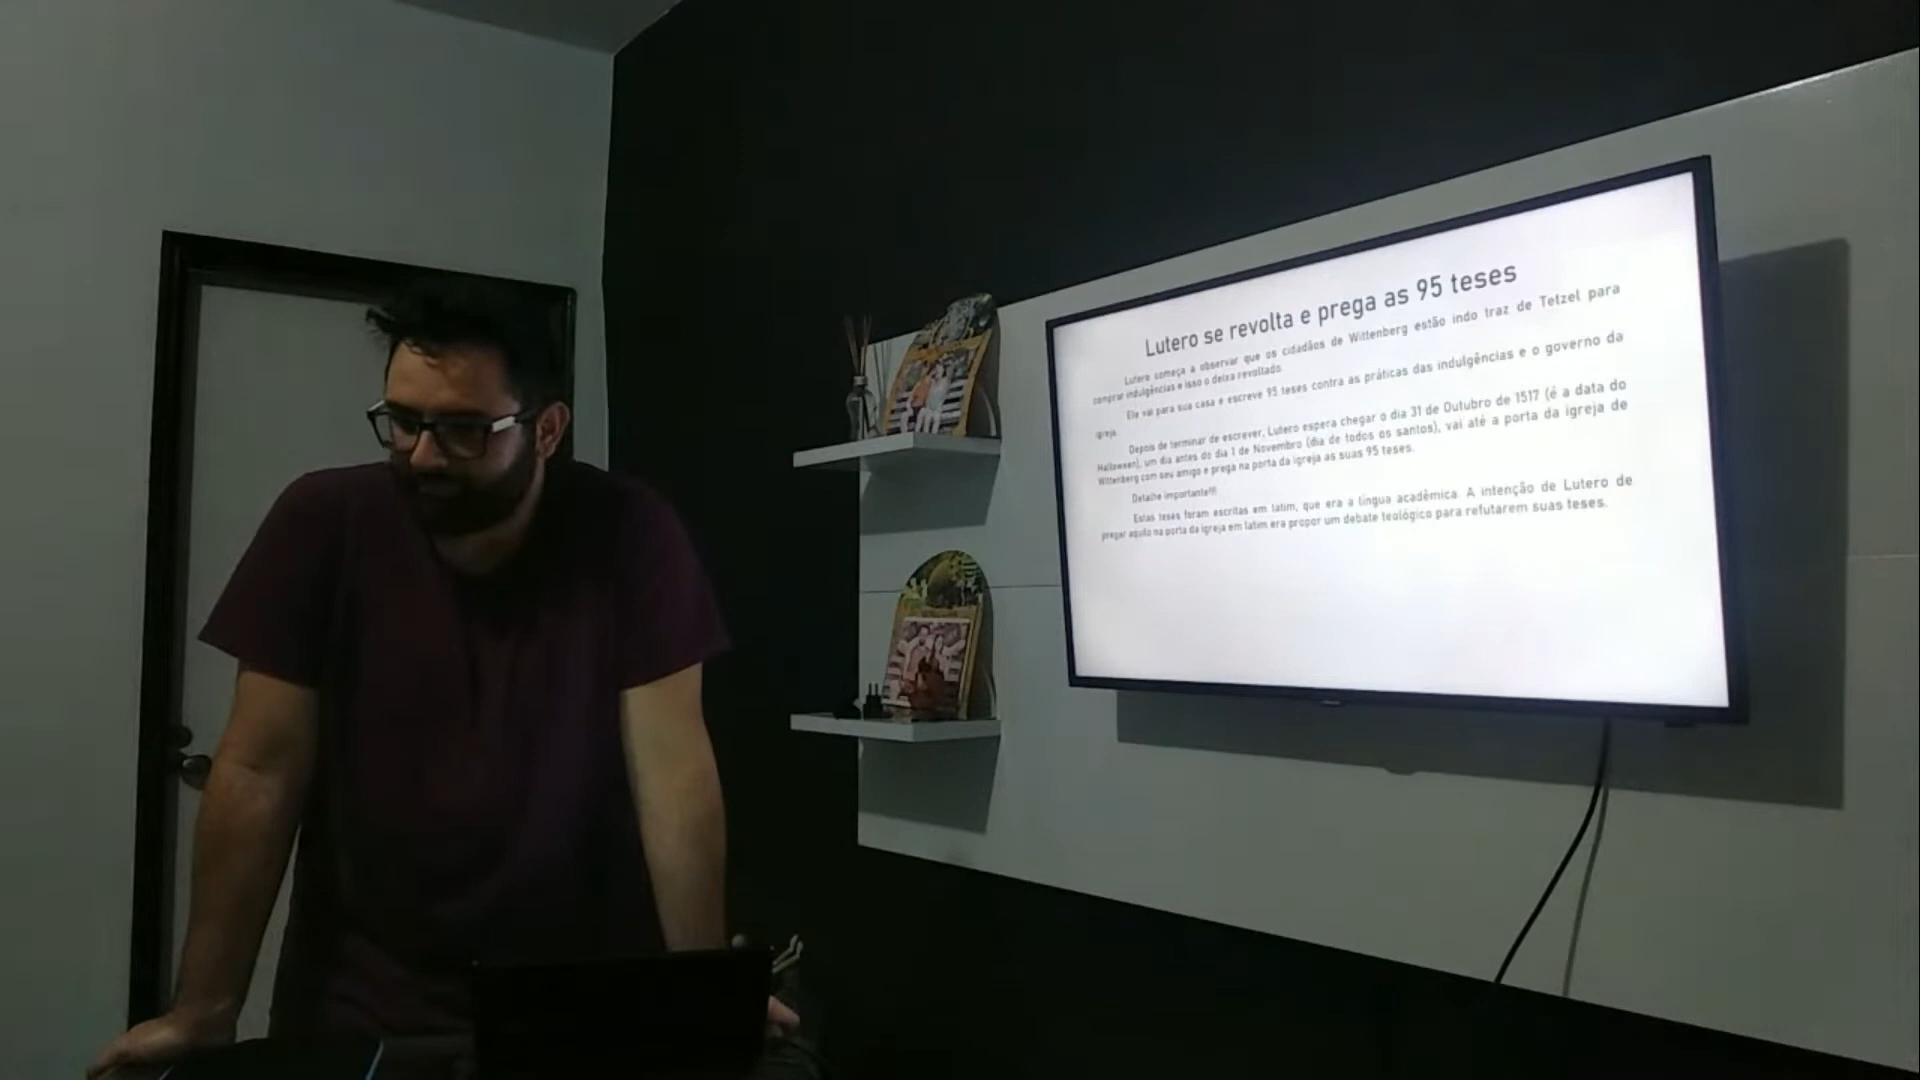 Lutero se revolta e prega as 95 teses
Lutero começa a observar que os cidadãos de Wittenberg estão indo traz de Tetzel para
comprar indulgências e isso o deixa revoltado.
Ele vai para sua casa e escreve 95 teses contra as práticas das indulgências e o governo da
igreja.
Depois de terminar de escrever, Lutero espera chegar o dia 31 de Outubro de 1517 (é a data do
Halloween), um dia antes do dia 1 de Novembro (dia de todos os santos), vai até a porta da igreja de
Wittenberg com seu amigo e prega na porta da igreja as suas 95 teses.
Detalhe importante!!!
Estas teses foram escritas em latim, que era a língua acadêmica. A intenção de Lutero de
pregar aquilo na porta da igreja em latim era propor um debate teológico para refutarem suas teses.